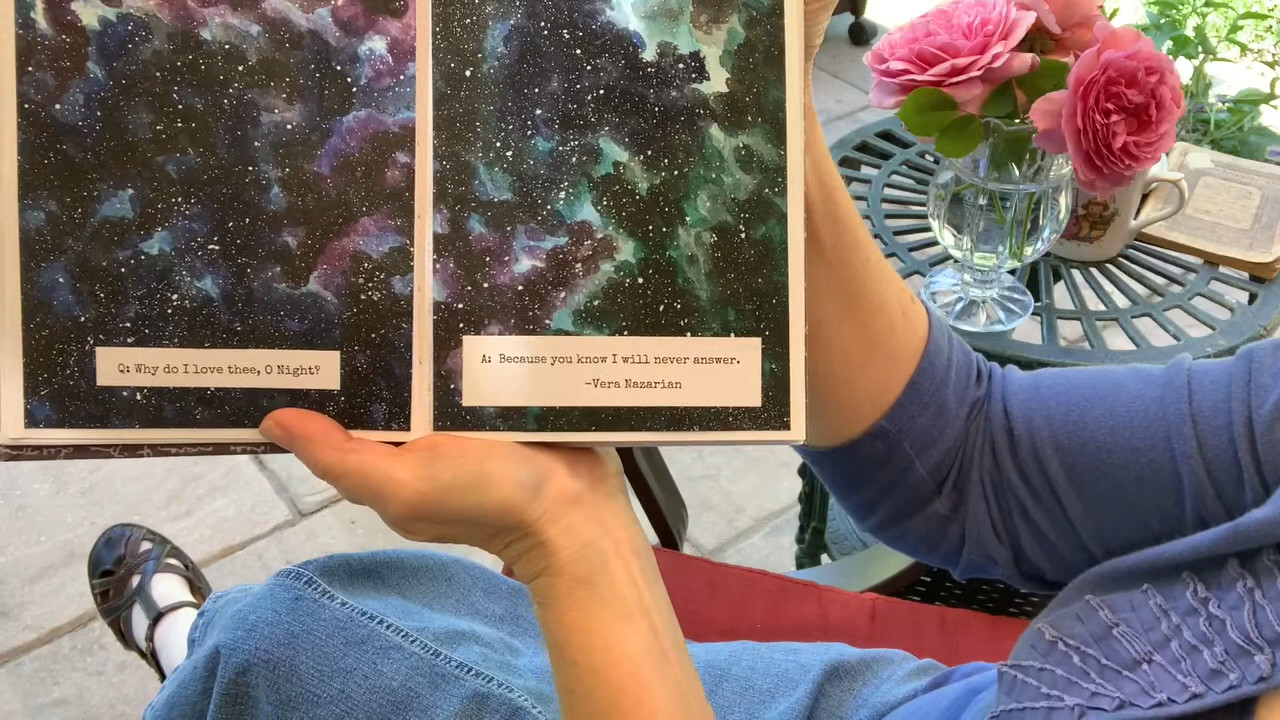 Q: Why do I love thee, O Night?
A: Because you know I will never answer.
-Vera Nazarian